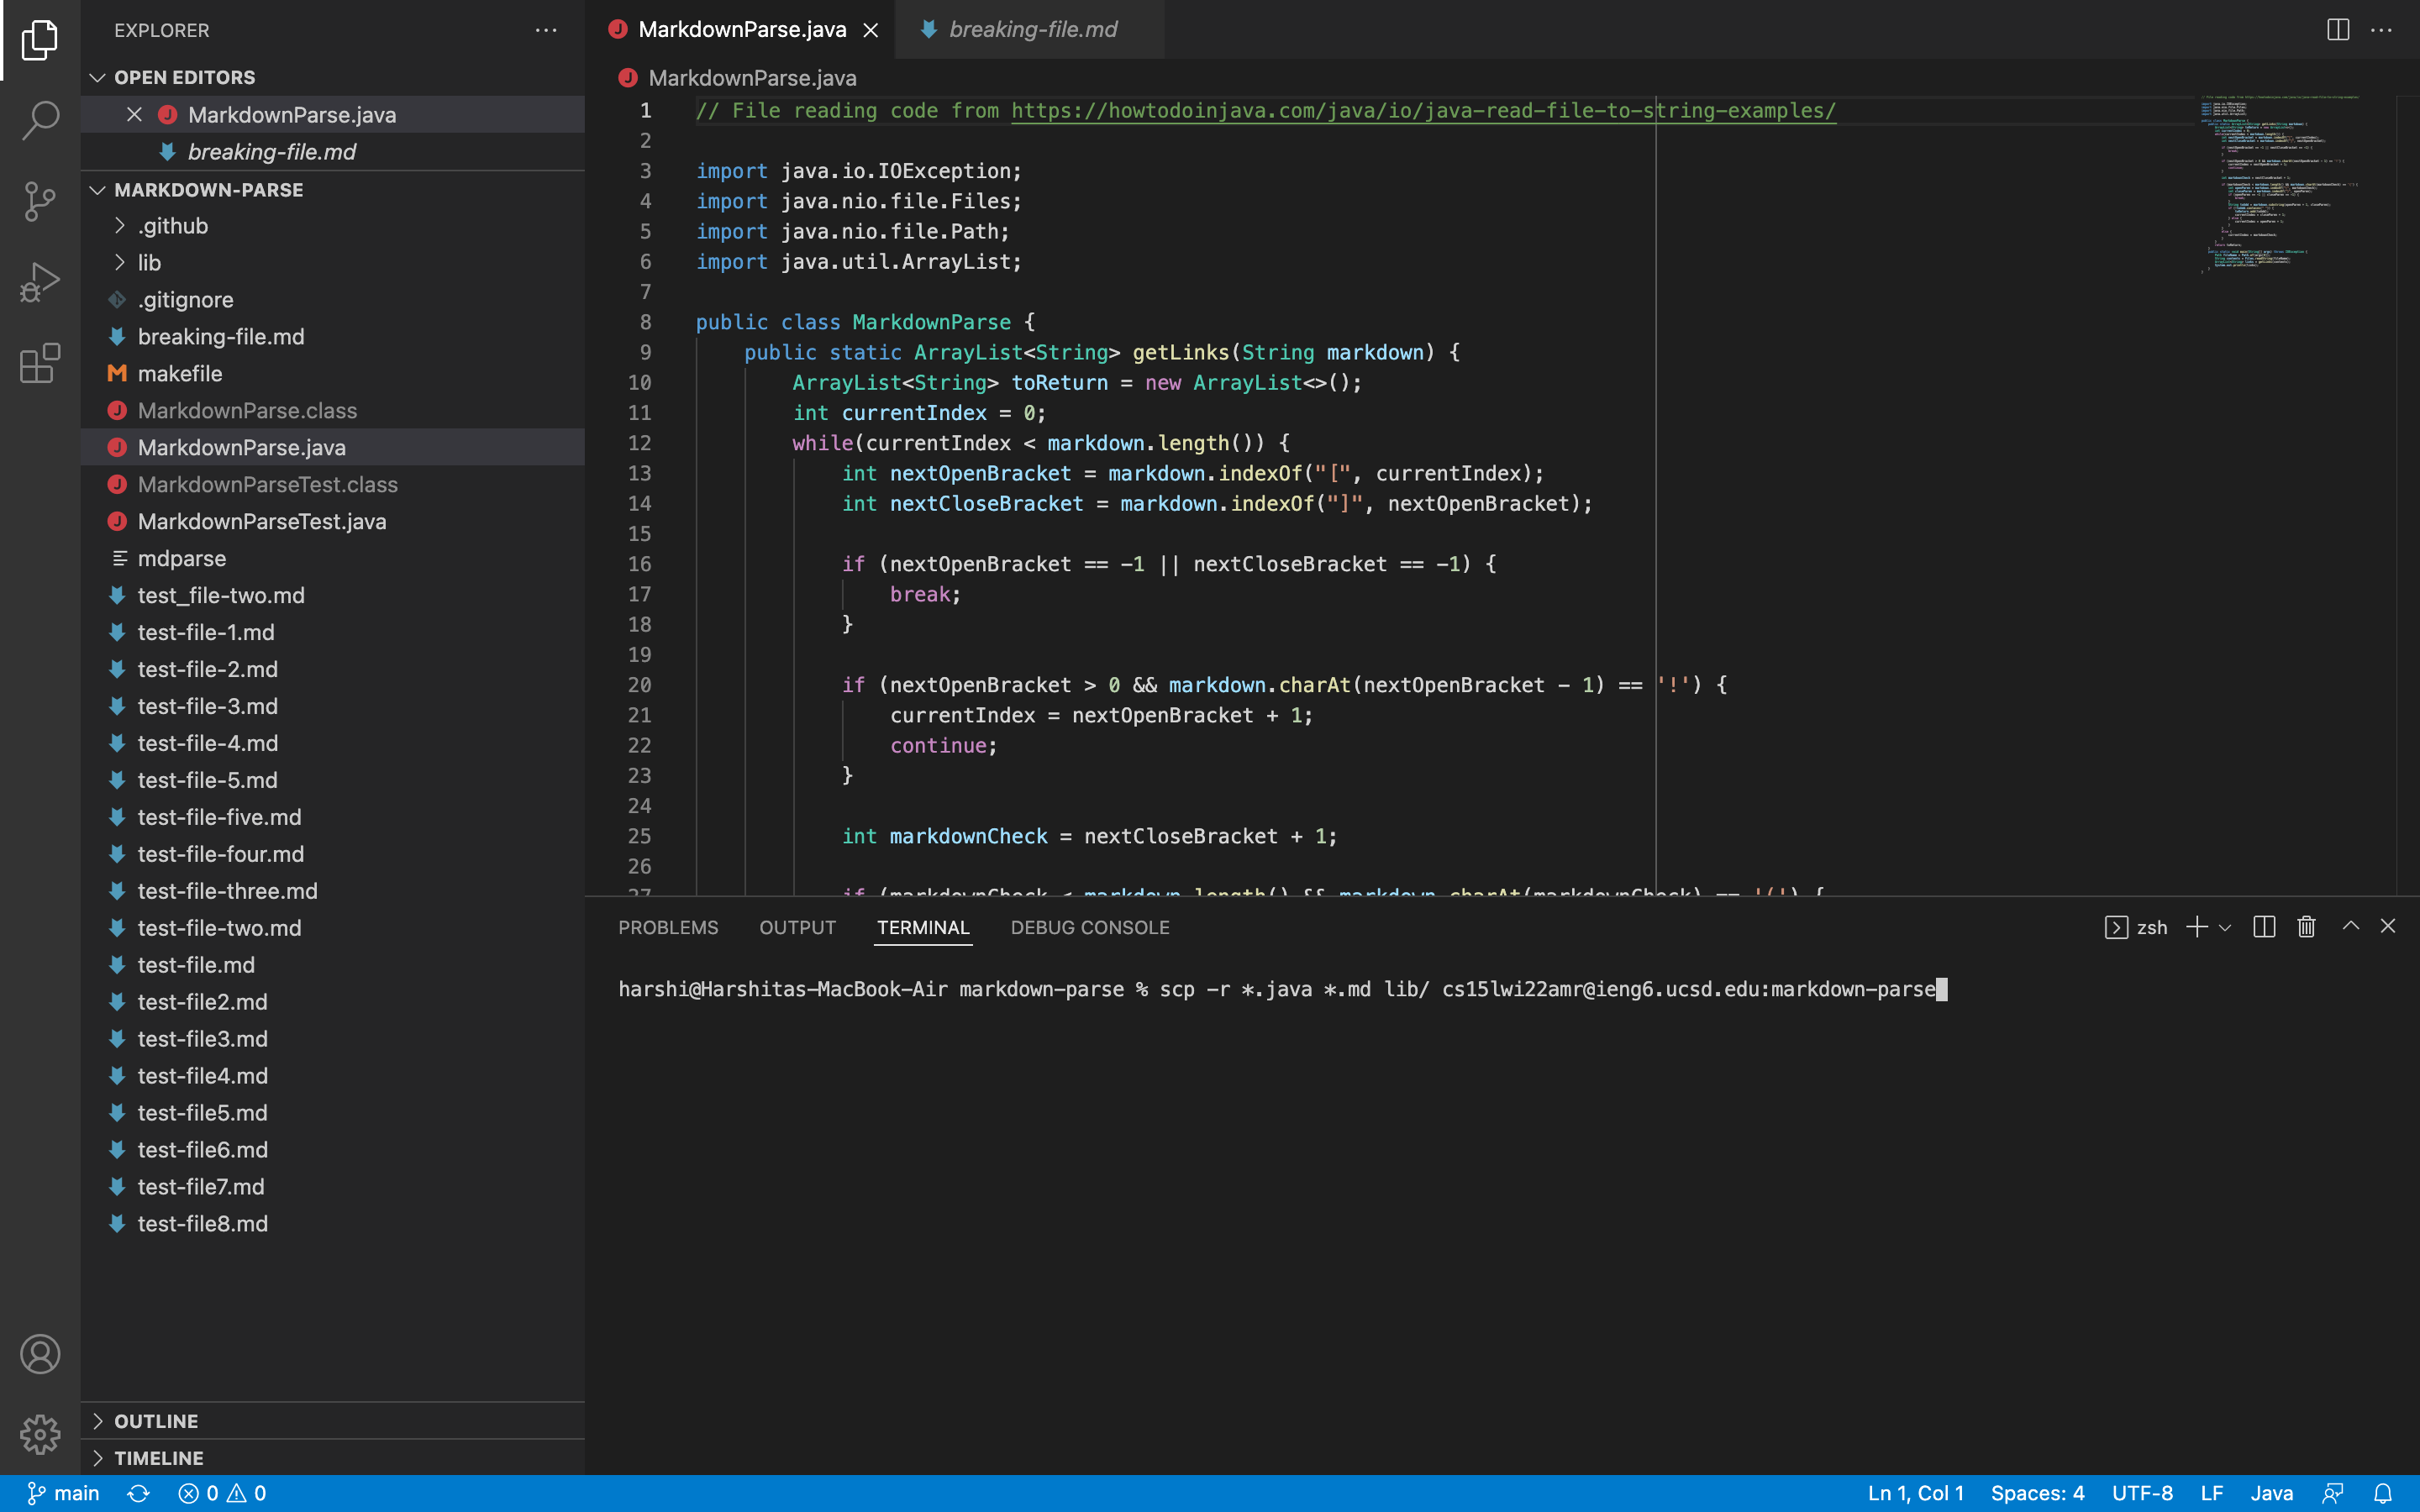 EXPLORER
OPEN EDITORS
MarkdownParse.java
breaking-file.md
MARKDOWN-PARSE
.github
lib
.gitignore
breaking-file.md
makefile
MarkdownParse.class
MarkdownParse.java
MarkdownParseTest.class
MarkdownParseTest.java
mdparse
test_file-two.md
test-file-1.md
test-file-2.md
test-file-3.md
test-file-4.md
test-file-5.md
test-file-five.md
test-file-four.md
test-file-three.md
test-file-two.md
test-file.md
test-file2.md
test-file3.md
test-file4.md
test-file5.md
test-file6.md
test-file7.md
test-file8.md
OUTLINE
TIMELINE
MarkdownParse.java breaking-file.md
MarkdownParse.java
1 // File reading code from https://howtodoinjava.com/java/io/java-read-file-to-string-examples/
2
3 import java.io.IOException;
4 import java.nio.file.Files;
5 import java.nio.file.Path;
6 import java.util.ArrayList;
7
8 public class MarkdownParse {
9 public static ArrayList<String> getLinks(String markdown) {
10 ArrayList<String> toReturn = new ArrayList<>();
11 int currentIndex = 0;
12 while(currentIndex < markdown.length()) {
13 int nextOpenBracket = markdown.indexOf("[", currentIndex);
14 int nextCloseBracket = markdown.indexOf("]", nextOpenBracket);
15
16 if (nextOpenBracket == -1 || nextCloseBracket == -1) {
17 break;
18 }
19
20 if (nextOpenBracket > 0 && markdown.charAt(nextOpenBracket - 1) == '!') {
21 currentIndex = nextOpenBracket + 1;
22 continue;
23 }
24
25 int markdownCheck = nextCloseBracket + 1;
26
27 if (markdownCheck < markdown.length() && markdown.charAt(markdownCheck) == '(') {
PROBLEMS OUTPUT TERMINAL DEBUG CONSOLE zsh
harshi@Harshitas-MacBook-Air markdown-parse % scp -r *.java *.md lib/ cs15lwi22amr@ieng6.ucsd.edu:markdown-parse
main 0 0 Ln 1, Col 1 Spaces: 4 UTF-8 LF Java